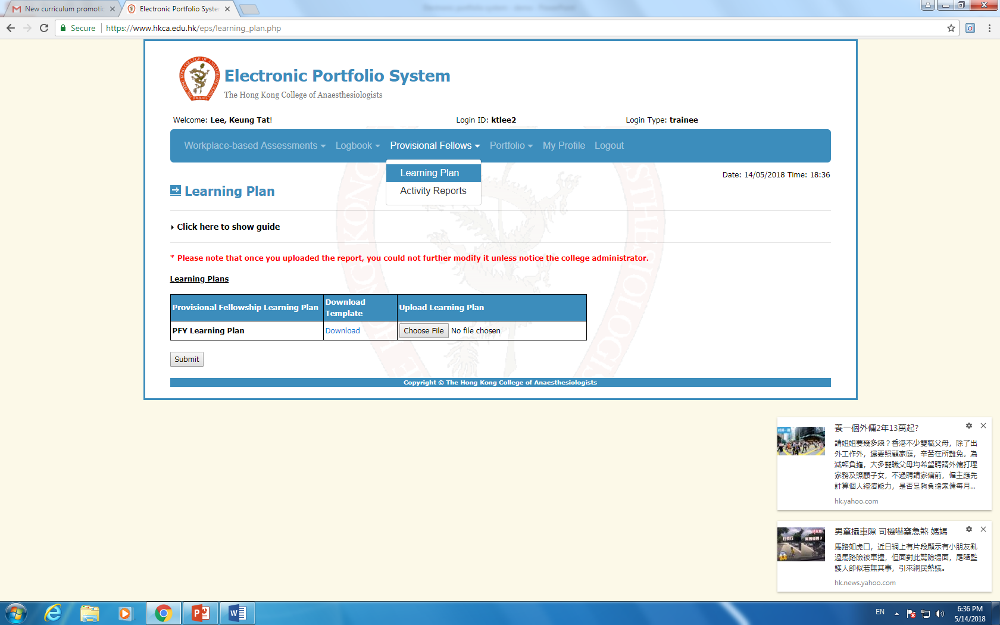 New curriculum promotic
Electronic Portfolio Syste
Secure
https://www.hkca.edu.hk/eps/learning_plan.php
Electronic Portfolio System
The Hong Kong College of Anaesthesiologists
Welcome: Lee, Keung Tat!
Login ID: ktlee2
Login Type: trainee
Workplace-based Assessments
Logbook
Provisional Fellows
Portfolio
My Profile
Logout
Learning Plan
Activity Reports
Date: 14/05/2018 Time: 18:36
Learning Plan
Click here to show guide
* Please note that once you uploaded the report, you could not further modify it unless notice the college administrator.
Learning Plans
Provisional Fellowship Learning Plan
Download
Template
Upload Learning Plan
PFY Learning Plan
Download
Choose File
No file chosen
Submit
Copyright © The Hong Kong College of Anaesthesiologists
養一個外傭2年13萬起?
請姐姐要幾多錢？香港不少雙職父母，除了出
外工作外，還要照顧家庭，辛苦在所難免。為
減輕負擔，大多雙職父母均希望聘請外傭打理
家務及照顧子女，不過聘請家傭前，僱主應先
計算個人經濟能力，是否足夠負擔家傭每月...
hk.yahoo.com
男童攝車隙 司機嚇窒急煞 媽媽
馬路如虎口，近日網上有片段顯示有小朋友亂
過馬路險被車撞，但面對此驚險場面，尾隨監
護人卻似若無其事，引來網民熱議。
hk.news.yahoo.com
EN
6:36 PM
5/14/2018